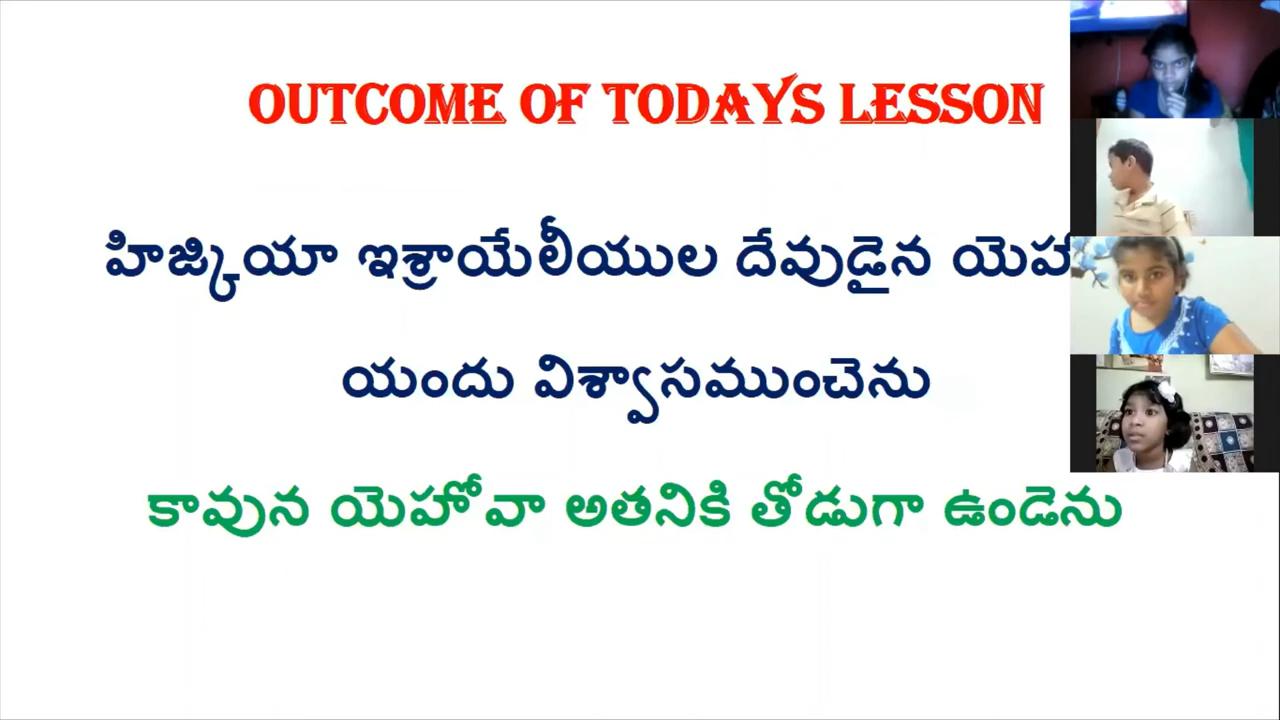 OUTCOME OF TODAYS LESSON
హిజ్కియా ఇశ్రాయేలీయుల దేవుడైన
యందు విశ్వాసముంచెను
కావున యెహోవా అతనికి తోడుగా ఉండెను